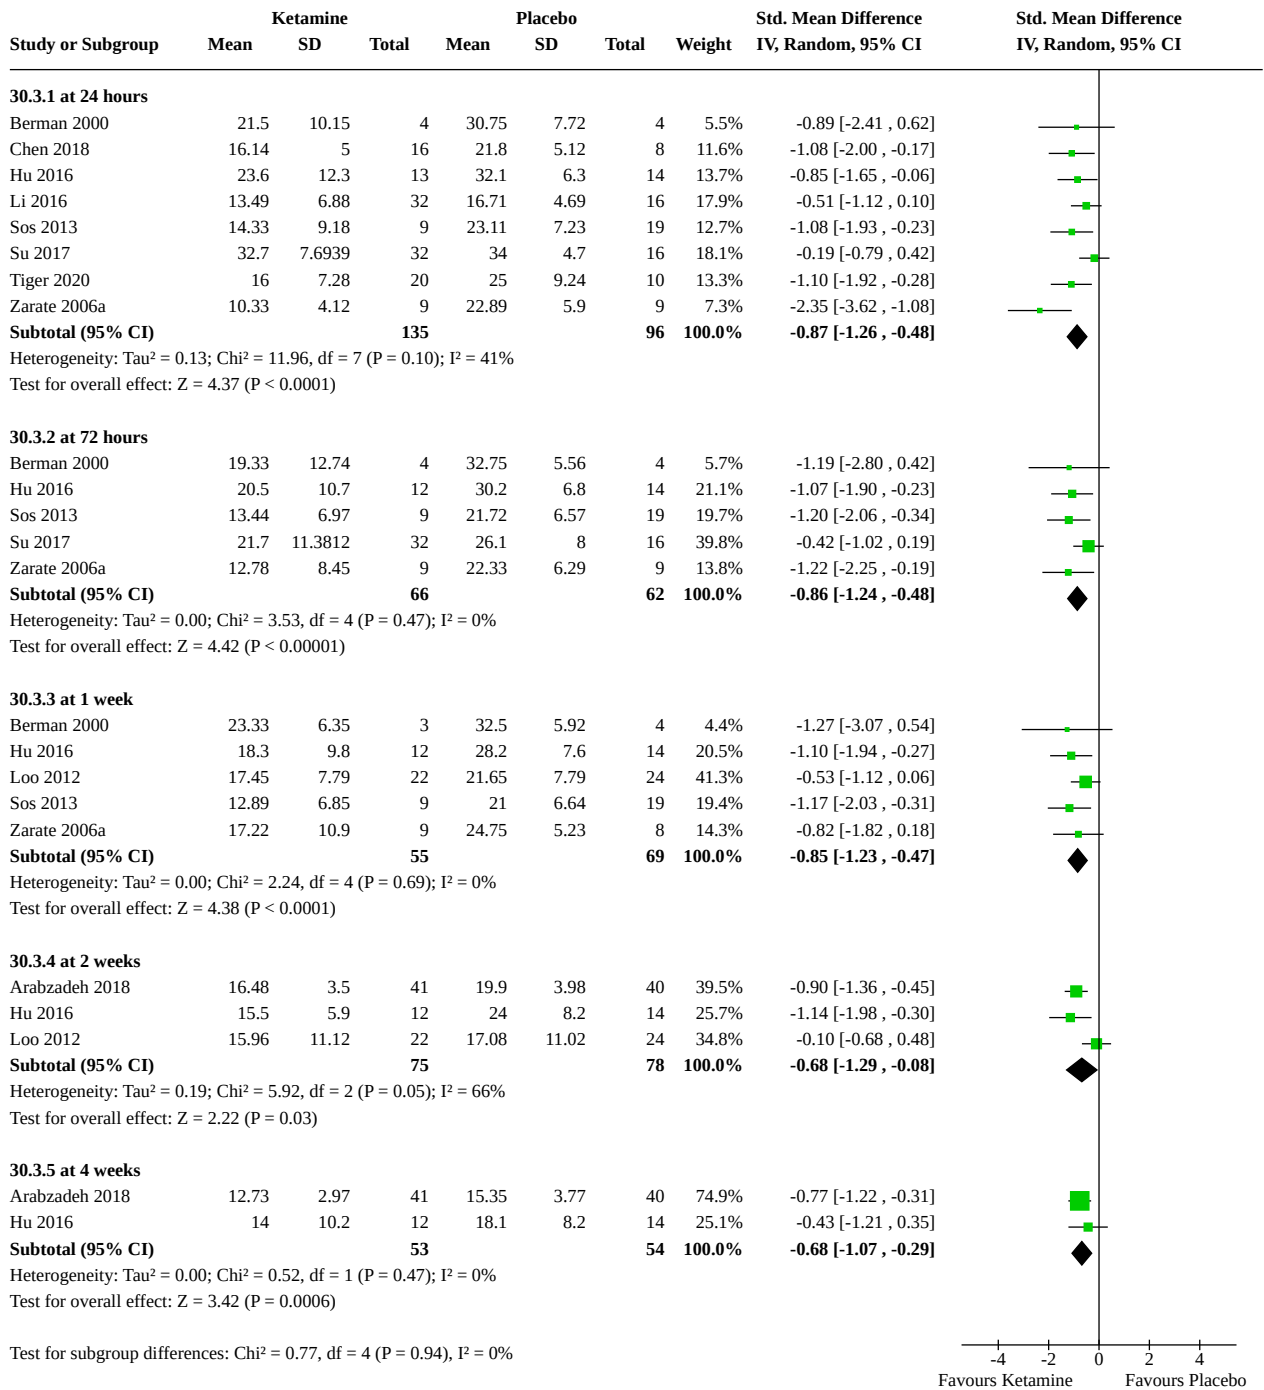 Ketamine Placebo Std. Mean Difference Std. Mean Difference
Study or Subgroup Mean SD Total Mean SD Total Weight IV, Random, 95% CI IV, Random, 95% CI
30.3.1 at 24 hours
Berman 2000 21.5 10.15 4 30.75 7.72 4 5.5% -0.89 [-2.41 , 0.62]
Chen 2018 16.14 5 16 21.8 5.12 8 11.6% -1.08 [-2.00 , -0.17]
Hu 2016 23.6 12.3 13 32.1 6.3 14 13.7% -0.85 [-1.65 , -0.06]
Li 2016 13.49 6.88 32 16.71 4.69 16 17.9% -0.51 [-1.12 , 0.10]
Sos 2013 14.33 9.18 9 23.11 7.23 19 12.7% -1.08 [-1.93 , -0.23]
Su 2017 32.7 7.6939 32 34 4.7 16 18.1% -0.19 [-0.79 , 0.42]
Tiger 2020 16 7.28 20 25 9.24 10 13.3% -1.10 [-1.92 , -0.28]
Zarate 2006a 10.33 4.12 9 22.89 5.9 9 7.3% -2.35 [-3.62 , -1.08]
Subtotal (95% CI) 135 96 100.0% -0.87 [-1.26 , -0.48]
Heterogeneity: Tau² = 0.13; Chi² = 11.96, df = 7 (P = 0.10); I² = 41%
Test for overall effect: Z = 4.37 (P < 0.0001)
30.3.2 at 72 hours
Berman 2000 19.33 12.74 4 32.75 5.56 4 5.7% -1.19 [-2.80 , 0.42]
Hu 2016 20.5 10.7 12 30.2 6.8 14 21.1% -1.07 [-1.90 , -0.23]
Sos 2013 13.44 6.97 9 21.72 6.57 19 19.7% -1.20 [-2.06 , -0.34]
Su 2017 21.7 11.3812 32 26.1 8 16 39.8% -0.42 [-1.02 , 0.19]
Zarate 2006a 12.78 8.45 9 22.33 6.29 9 13.8% -1.22 [-2.25 , -0.19]
Subtotal (95% CI) 66 62 100.0% -0.86 [-1.24 , -0.48]
Heterogeneity: Tau² = 0.00; Chi² = 3.53, df = 4 (P = 0.47); I² = 0%
Test for overall effect: Z = 4.42 (P < 0.00001)
30.3.3 at 1 week
Berman 2000 23.33 6.35 3 32.5 5.92 4 4.4% -1.27 [-3.07 , 0.54]
Hu 2016 18.3 9.8 12 28.2 7.6 14 20.5% -1.10 [-1.94 , -0.27]
Loo 2012 17.45 7.79 22 21.65 7.79 24 41.3% -0.53 [-1.12 , 0.06]
Sos 2013 12.89 6.85 9 21 6.64 19 19.4% -1.17 [-2.03 , -0.31]
Zarate 2006a 17.22 10.9 9 24.75 5.23 8 14.3% -0.82 [-1.82 , 0.18]
Subtotal (95% CI) 55 69 100.0% -0.85 [-1.23 , -0.47]
Heterogeneity: Tau² = 0.00; Chi² = 2.24, df = 4 (P = 0.69); I² = 0%
Test for overall effect: Z = 4.38 (P < 0.0001)
30.3.4 at 2 weeks
Arabzadeh 2018 16.48 3.5 41 19.9 3.98 40 39.5% -0.90 [-1.36 , -0.45]
Hu 2016 15.5 5.9 12 24 8.2 14 25.7% -1.14 [-1.98 , -0.30]
Loo 2012 15.96 11.12 22 17.08 11.02 24 34.8% -0.10 [-0.68 , 0.48]
Subtotal (95% CI) 75 78 100.0% -0.68 [-1.29 , -0.08]
Heterogeneity: Tau² = 0.19; Chi² = 5.92, df = 2 (P = 0.05); I² = 66%
Test for overall effect: Z = 2.22 (P = 0.03)
30.3.5 at 4 weeks
Arabzadeh 2018 12.73 2.97 41 15.35 3.77 40 74.9% -0.77 [-1.22 , -0.31]
Hu 2016 14 10.2 12 18.1 8.2 14 25.1% -0.43 [-1.21 , 0.35]
Subtotal (95% CI) 53 54 100.0% -0.68 [-1.07 , -0.29]
Heterogeneity: Tau² = 0.00; Chi² = 0.52, df = 1 (P = 0.47); I² = 0%
Test for overall effect: Z = 3.42 (P = 0.0006)
Test for subgroup differences: Chi² = 0.77, df = 4 (P = 0.94), I² = 0%
-4 -2 0 2 4
Favours Ketamine Favours Placebo